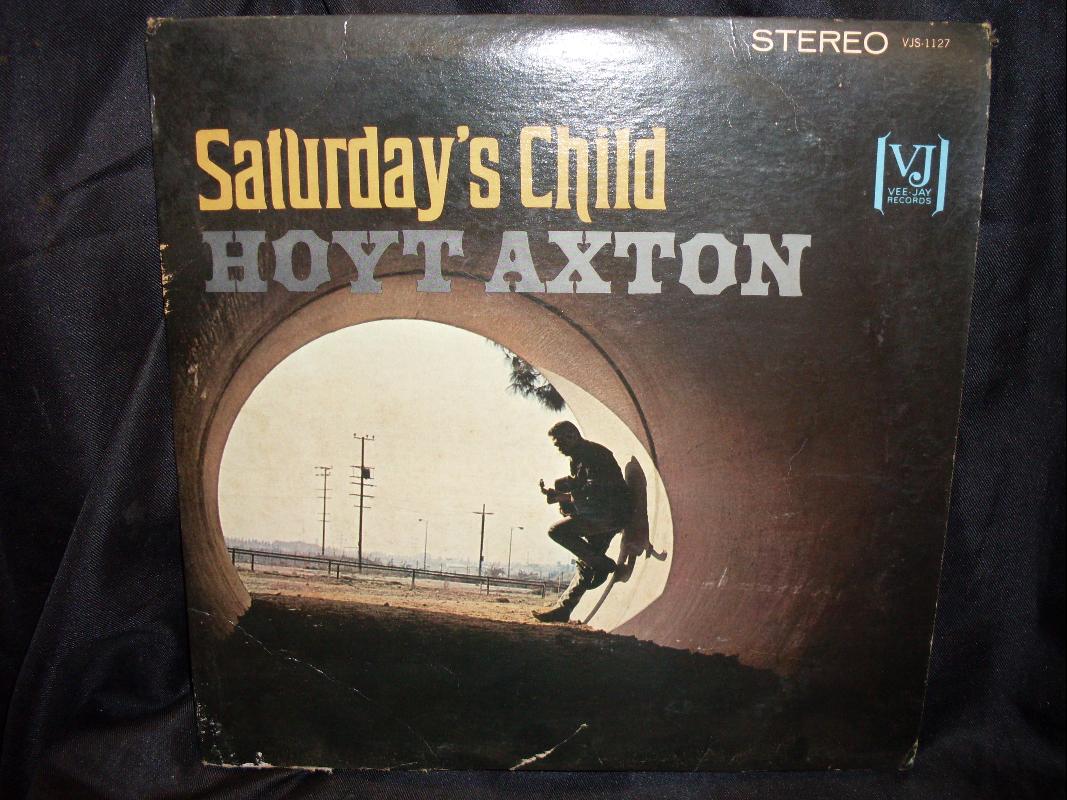 STEREO VJS-1127
Saturday's Child
VJ
VEE-JAY
RECORDS
HOYT AXTON